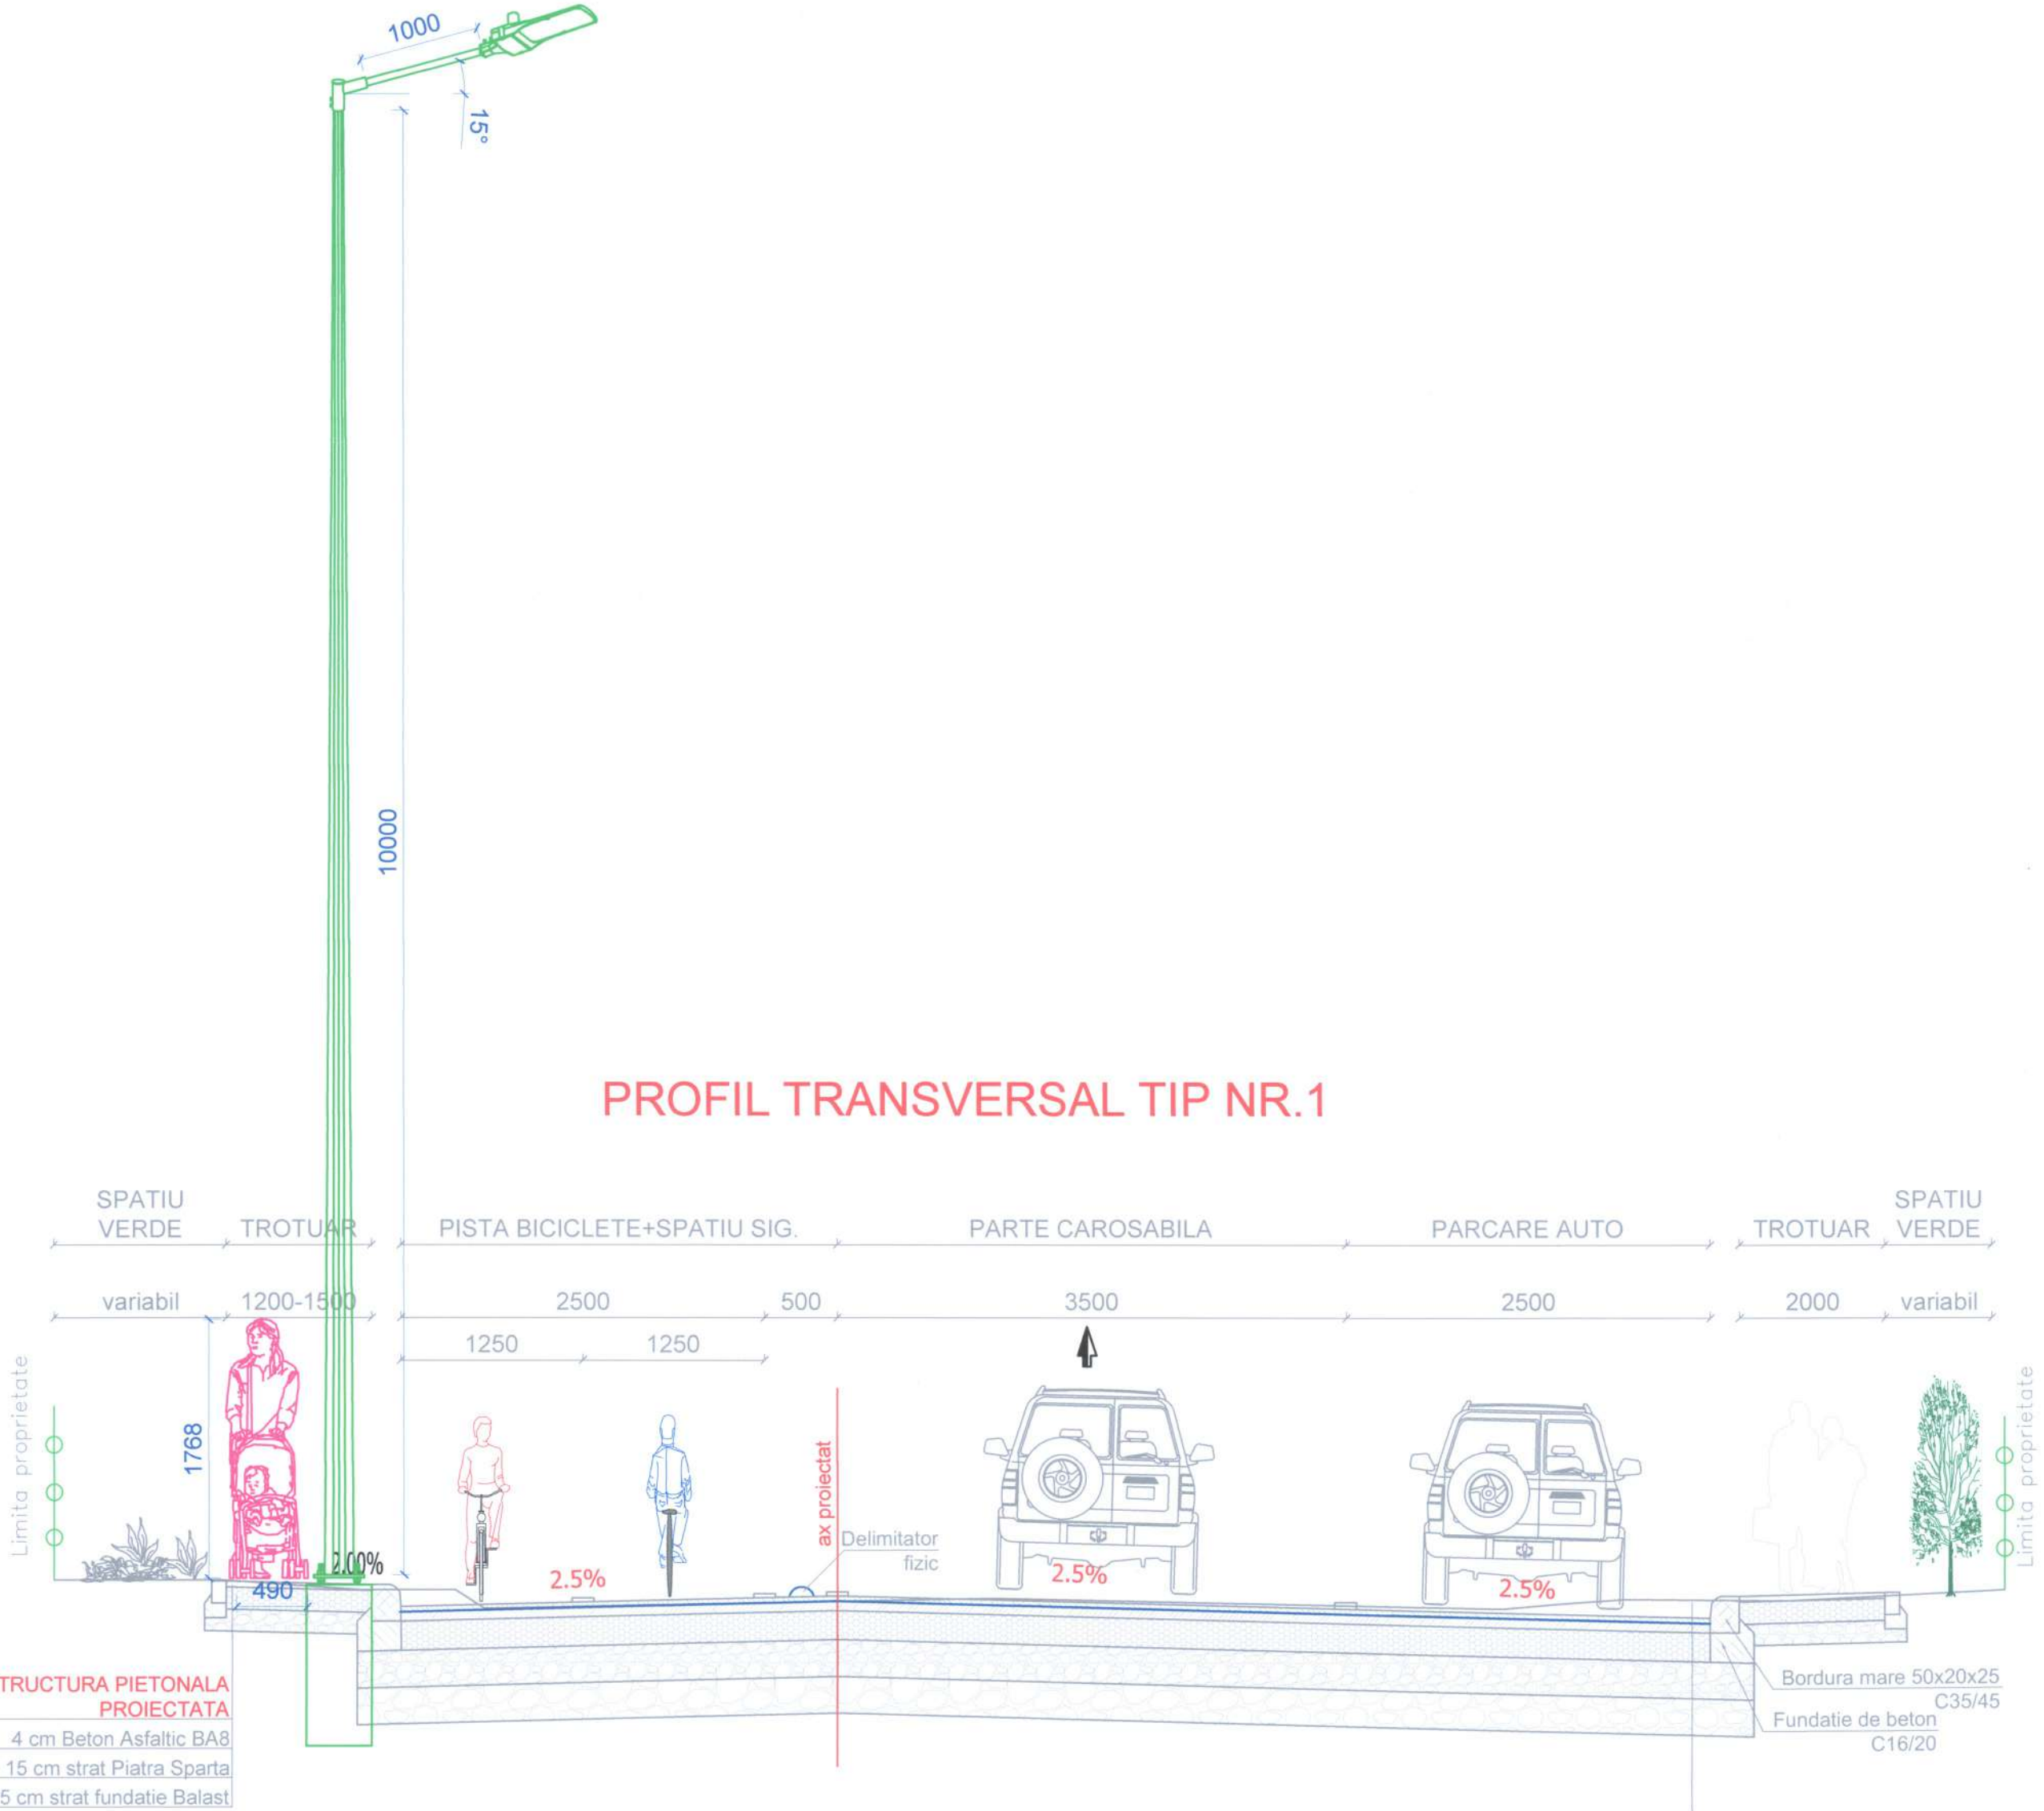 1000
15°
10000
PROFIL TRANSVERSAL TIP NR.1
SPATIU
VERDE
TROTUAR
PISTA BICICLETE+SPATIU SIG.
PARTE CAROSABILA
PARCARE AUTO
TROTUAR
SPATIU
VERDE
variabil
1200-1500
2500
500
3500
2500
2000
variabil
1250
1250
Limita proprietate
1768
ax proiectat
Delimitator
fizic
Limita proprietate
2.00%
490
2.5%
2.5%
2.5%
TRUCTURA PIETONALA
PROIECTATA
4 cm Beton Asfaltic BA8
15 cm strat Piatra Sparta
5 cm strat fundatie Balast
Bordura mare 50x20x25
C35/45
Fundatie de beton
C16/20